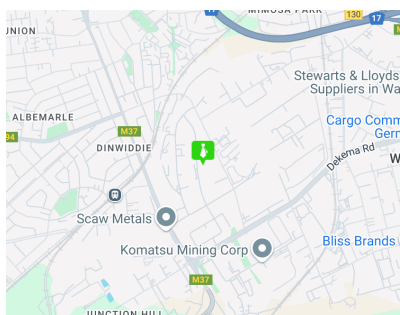 MIMOSA PARK
130
17
UNION
Stewarts & Lloyds
Suppliers in Wa
ALBEMARLE
Cargo Comm
Germ
M37
94
DINWIDDIE
Dekema Rd
W
Scaw Metals
Bliss Brands
Komatsu Mining Corp
M37
JUNCTION HILL